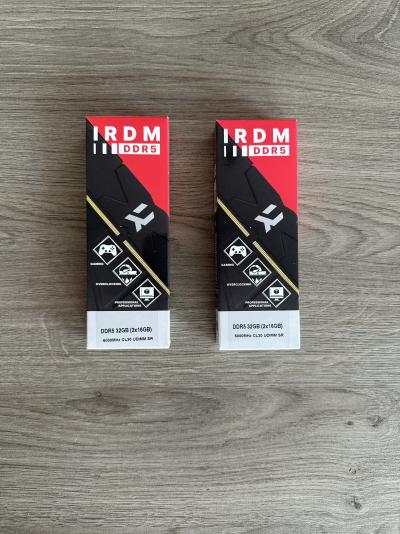 IRDM
DDR5
GAMING
OVERCLOCKING
PROFESSIONAL
APPLICATIONS
DDR5 32GB (2x16GB)
6000MHz CL30 UDIMM SR
IRDM
DDR5
GAMING
OVERCLOCKING
PROFESSIONAL
APPLICATIONS
DDR5 32GB (2x16GB)
6000MHz CL30 UDIMM SR